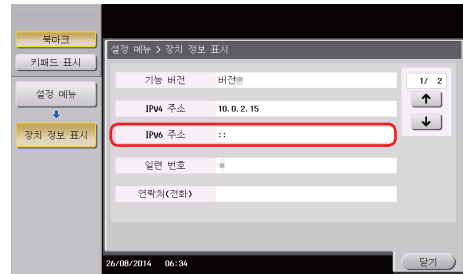 북마크
키패드 표시
설정 메뉴
장치 정보 표시
설정 메뉴 > 장치 정보 표시
기능 버전 버전
IPv4 주소 10.0.2.15
IPv6 주소 ::
일련 번호
연락처(전화)
1/ 2
26/08/2014 06:34
닫기